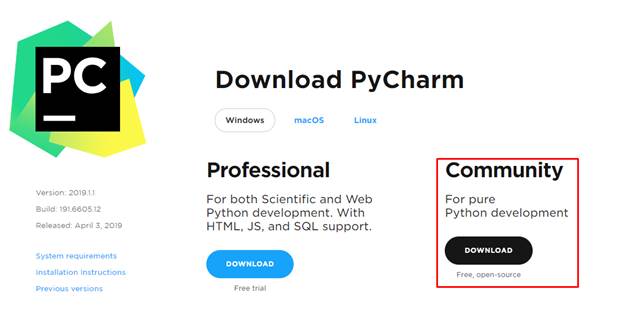 PC
Download PyCharm
Windows macOS Linux
Professional
For both Scientific and Web
Python development. With
HTML, JS, and SQL support.
DOWNLOAD
Free trial
Community
For pure
Python development
DOWNLOAD
Free, open-source
Version: 2019.1.1
Build: 191.6605.12
Released: April 3, 2019
System requirements
Installation Instructions
Previous versions